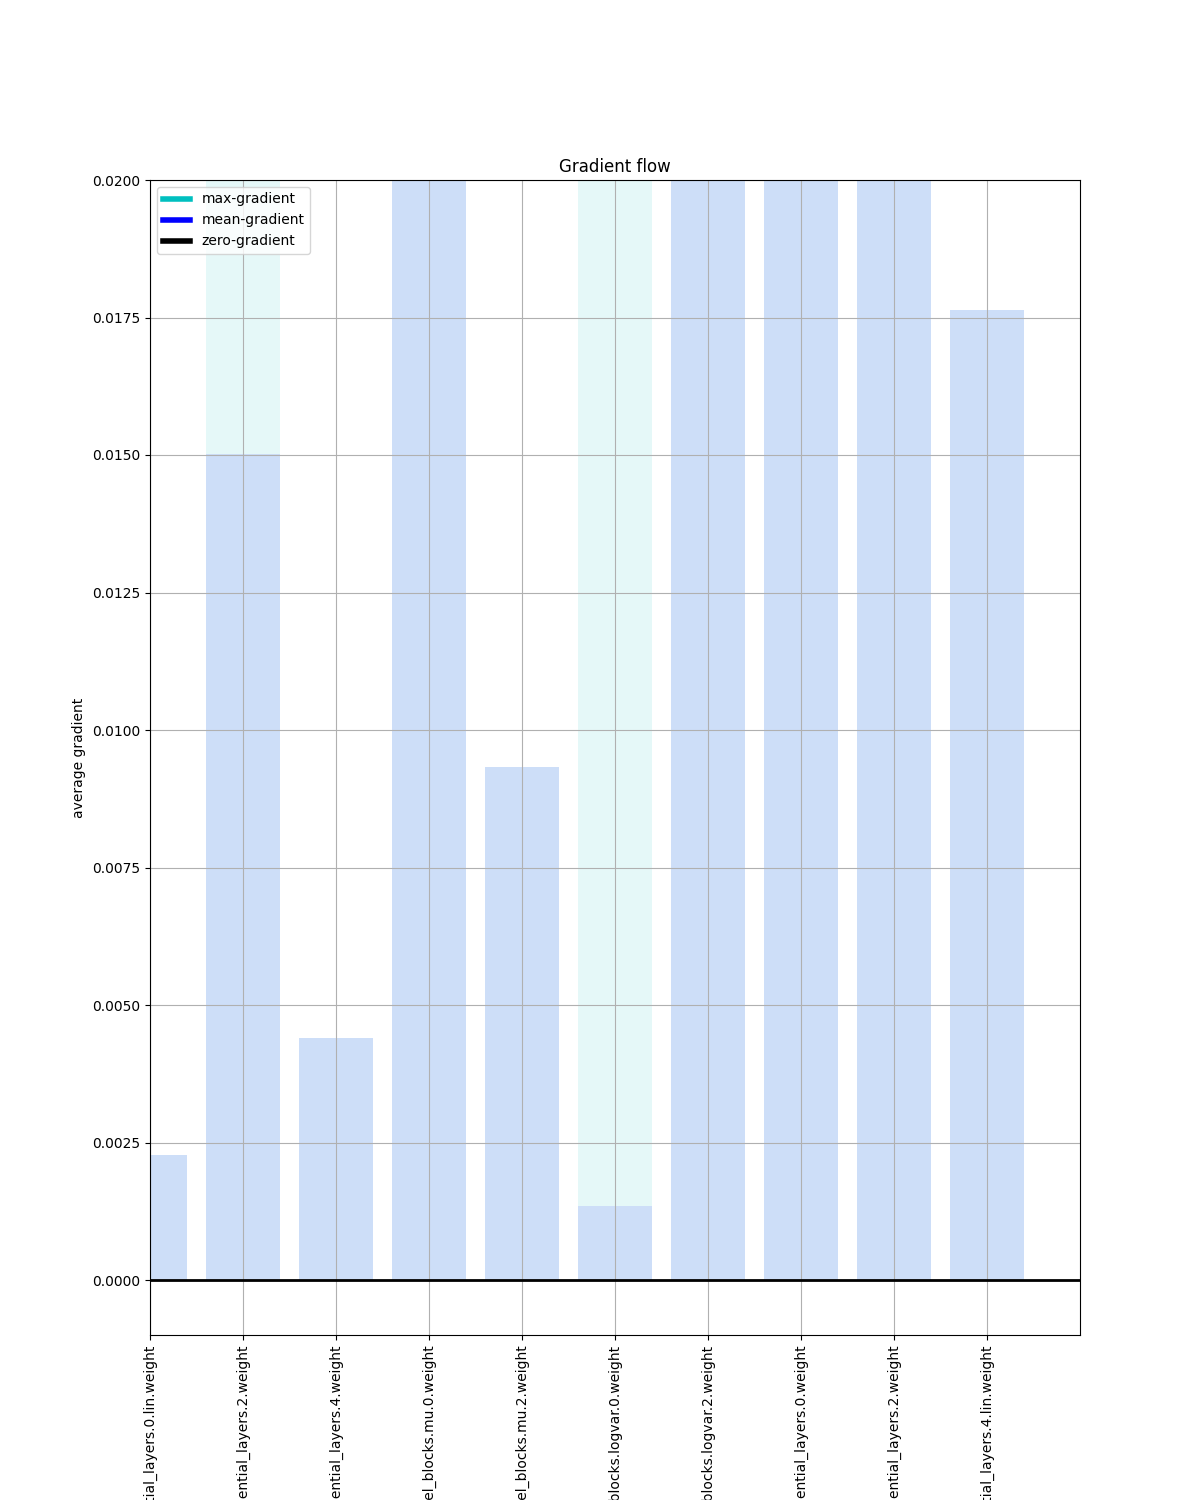 Gradient flow
max-gradient
mean-gradient
zero-gradient
0.0200
0.0175
0.0150
0.0125
0.0100
0.0075
0.0050
0.0025
0.0000
average gradient
tial_layers.0.lin.weight
ential_layers.2.weight
ential_layers.4.weight
el_blocks.mu.0.weight
el_blocks.mu.2.weight
blocks.logvar.0.weight
blocks.logvar.2.weight
ential_layers.0.weight
ential_layers.2.weight
tial_layers.4.lin.weight